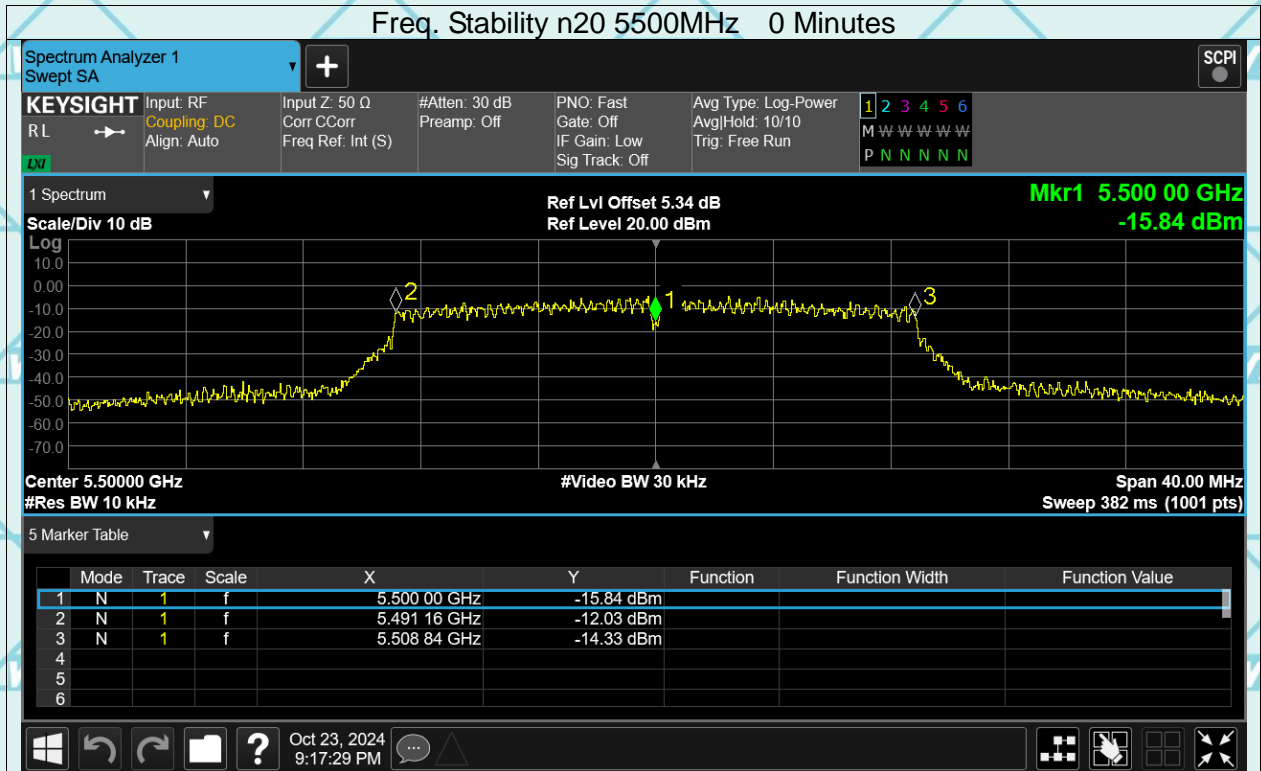 Freq. Stability n20 5500MHz 0 Minutes
Spectrum Analyzer 1
Swept SA
+
SCPI
KEYSIGHT
RL
LXI
Input: RF
Coupling: DC
Align: Auto
Input Z: 50 Ω
Corr CCorr
Freq Ref: Int (S)
#Atten: 30 dB
Preamp: Off
PNO: Fast
Gate: Off
IF Gain: Low
Sig Track: Off
Avg Type: Log-Power
Avg|Hold: 10/10
Trig: Free Run
1 2 3 4 5 6
M W W W W W
P N N N N N
1 Spectrum
Scale/Div 10 dB
Ref Lvl Offset 5.34 dB
Ref Level 20.00 dBm
Mkr1 5.500 00 GHz
-15.84 dBm
Log
10.0
0.00
-10.0
-20.0
-30.0
-40.0
-50.0
-60.0
-70.0
2
1
3
Center 5.50000 GHz
#Res BW 10 kHz
#Video BW 30 kHz
Span 40.00 MHz
Sweep 382 ms (1001 pts)
5 Marker Table
Mode Trace Scale X Y Function Function Width Function Value
1 N 1 f 5.500 00 GHz -15.84 dBm
2 N 1 f 5.491 16 GHz -12.03 dBm
3 N 1 f 5.508 84 GHz -14.33 dBm
4
5
6
?
Oct 23, 2024
9:17:29 PM